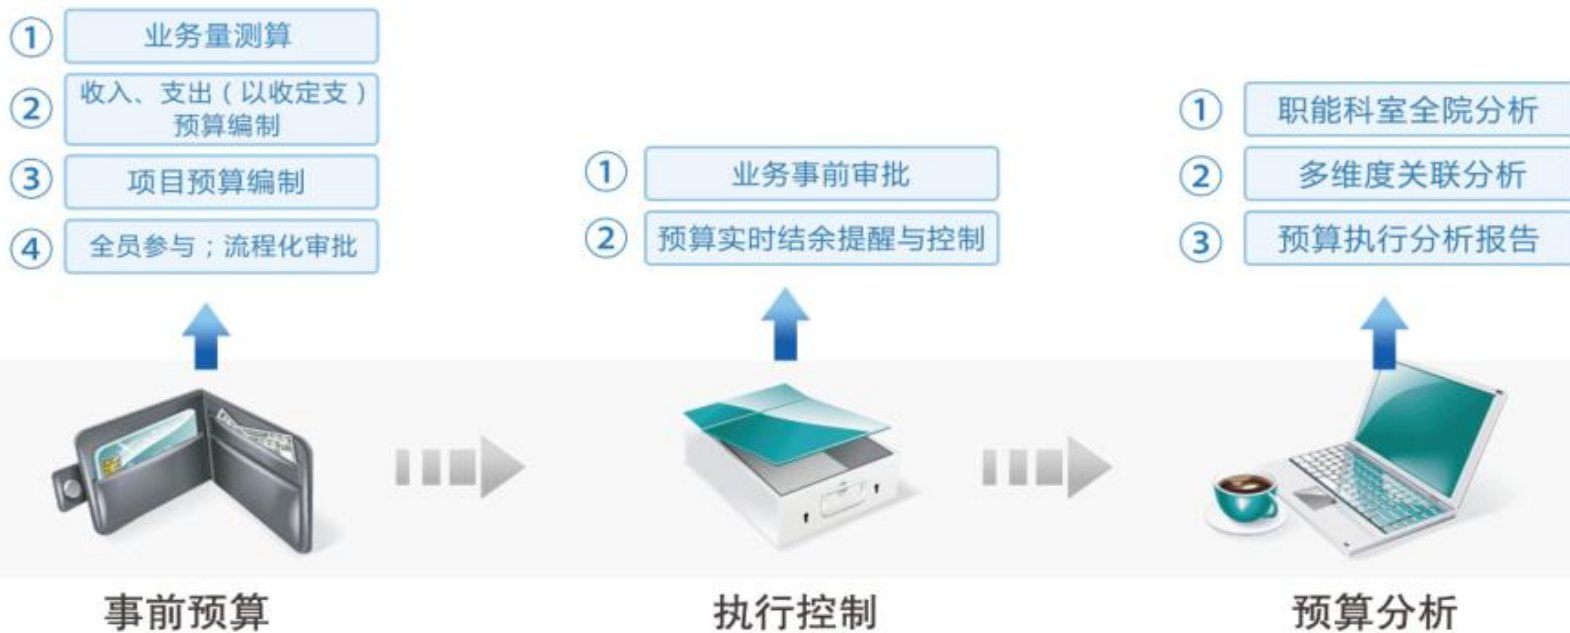 ① 业务量测算
② 收入、支出（以收定支）
预算编制
③ 项目预算编制
④ 全员参与；流程化审批
事前预算
① 业务事前审批
② 预算实时结余提醒与控制
执行控制
① 职能科室全院分析
② 多维度关联分析
③ 预算执行分析报告
预算分析